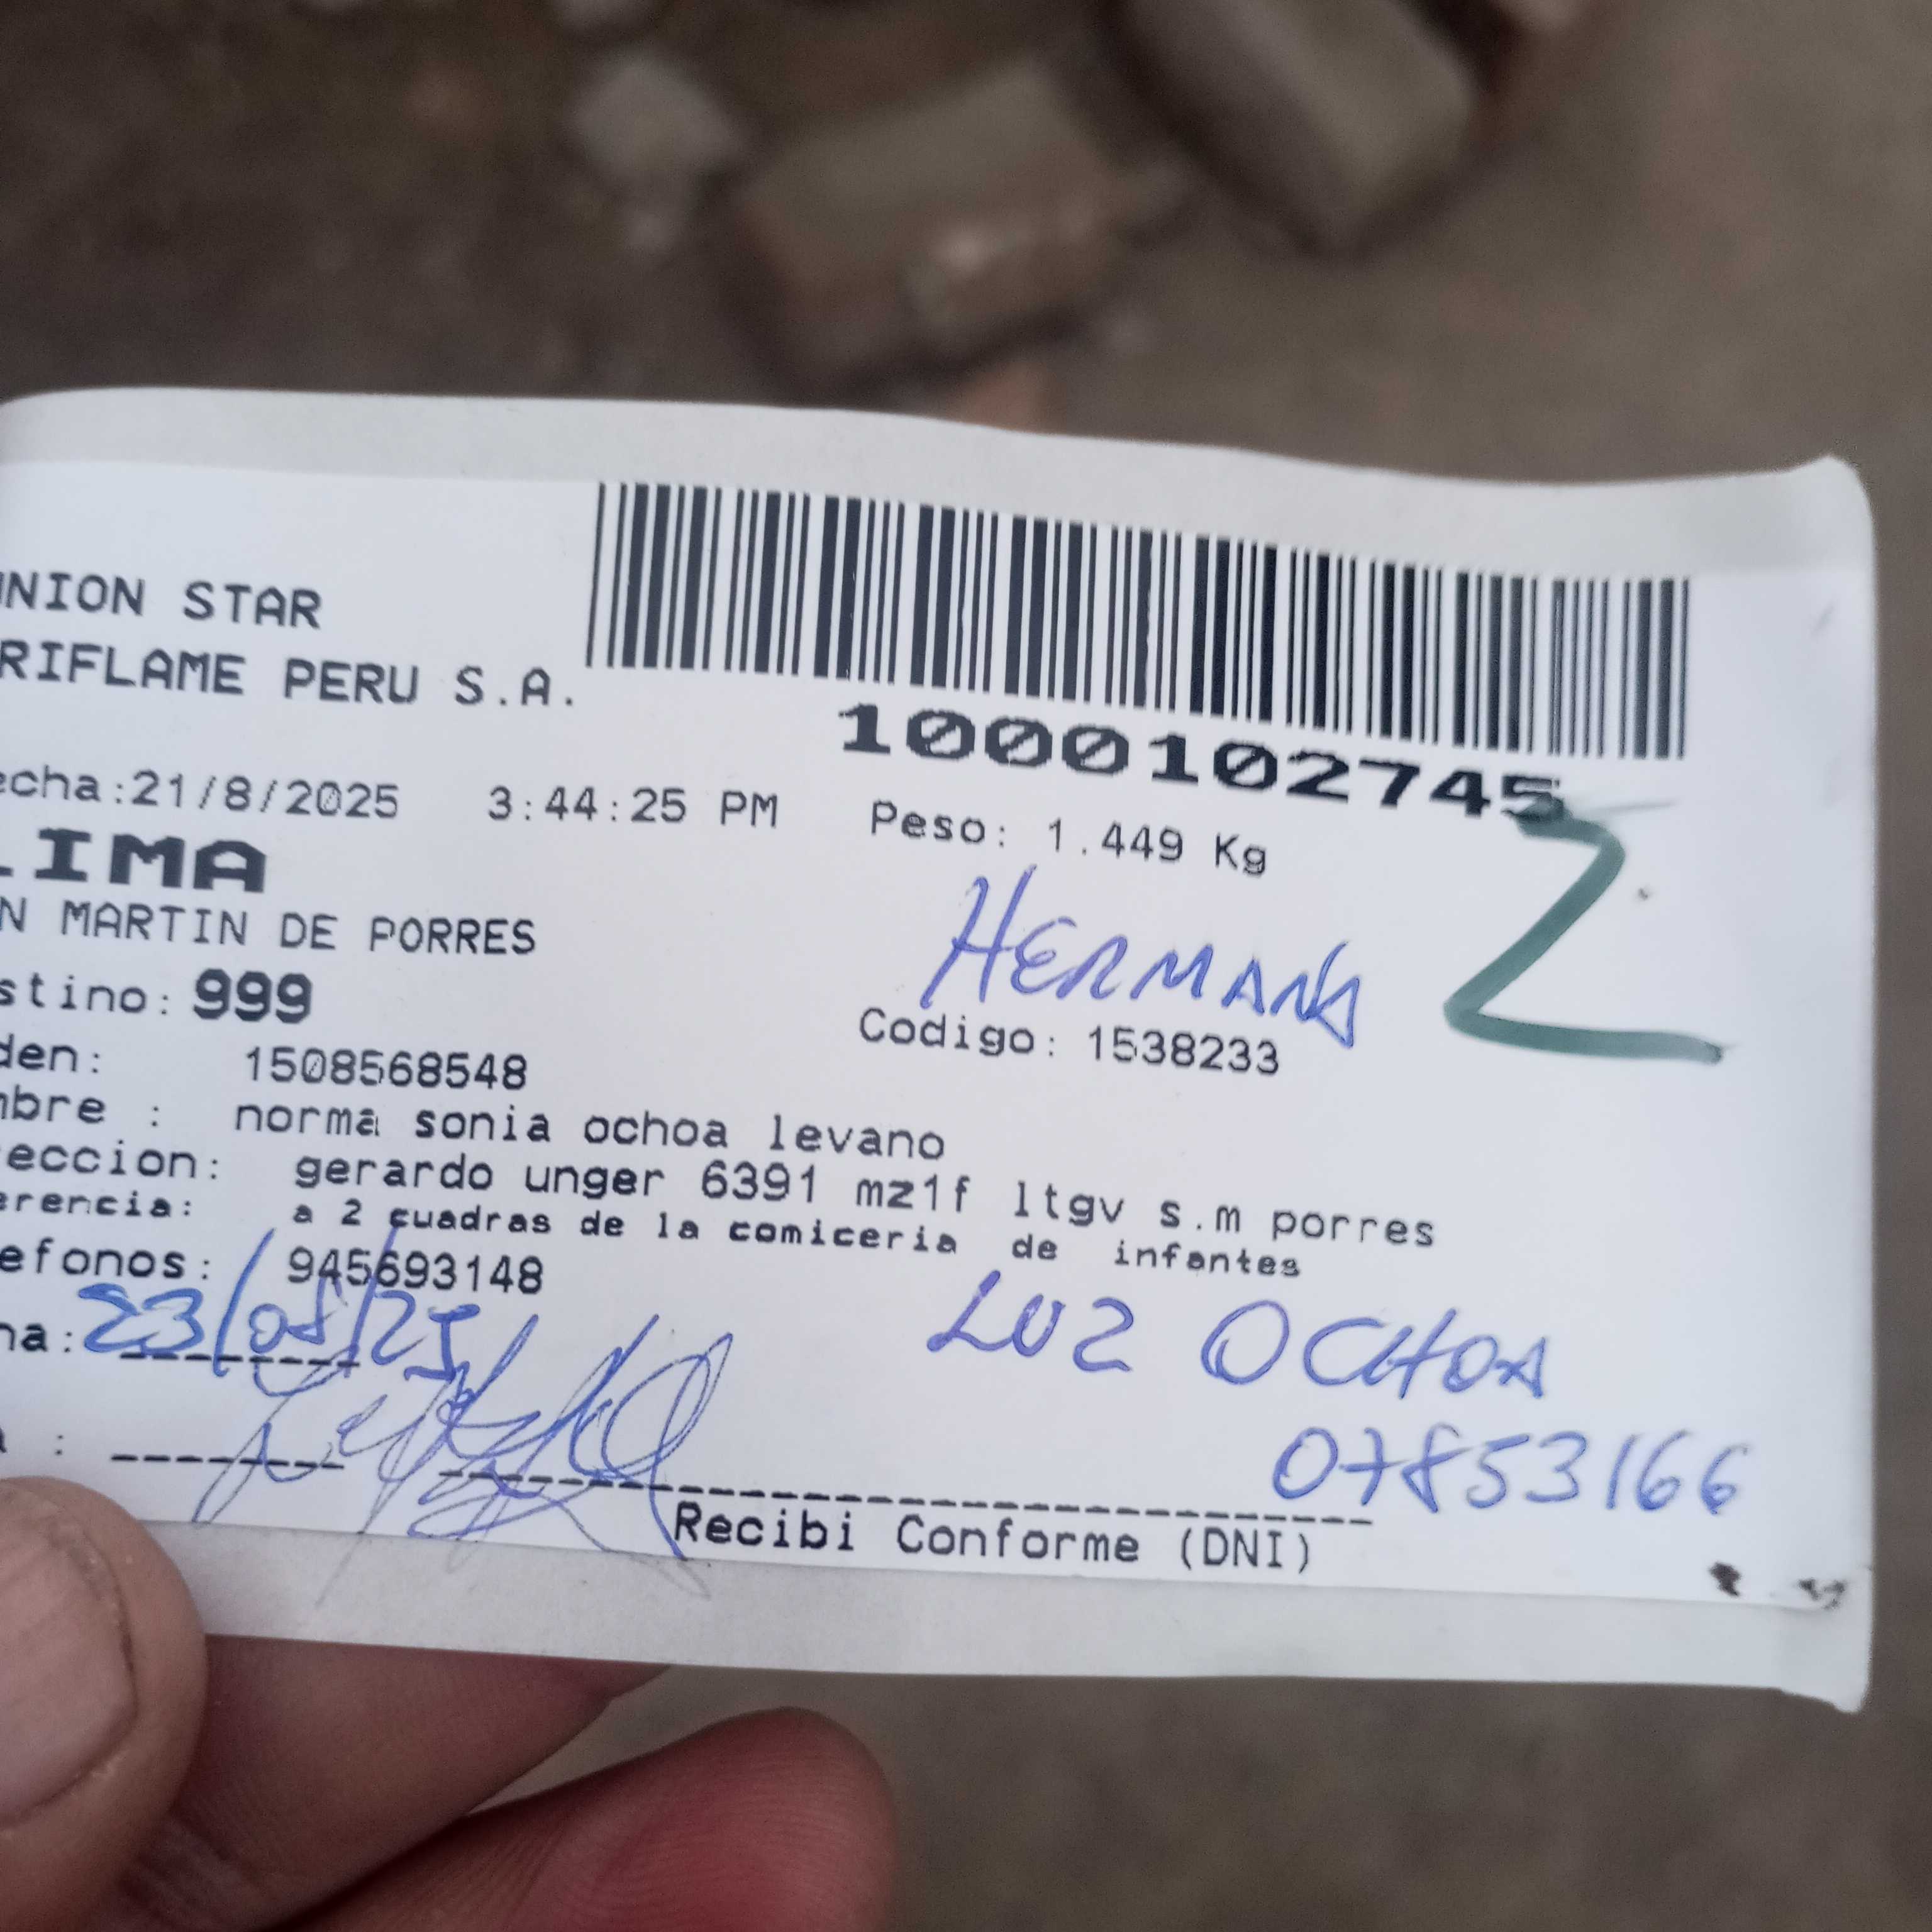 NION STAR
RIFLAME PERU S.A.
1000102745
echa:21/8/2025 3:44:25 PM Peso: 1.449 Kg
LIMA
N MARTIN DE PORRES
HERMANA
Z
stino: 999
Codigo: 1538233
den: 1508568548
mbre : norma sonia ochoa levano
eccion: gerardo unger 6391 mz1f ltgv s.m porres
erencia: a 2 cuadras de la comiceria de infantes
efonos: 945693148
ha: 23/08/25
LUZ OCHOA
07853166
a :
Recibi Conforme (DNI)